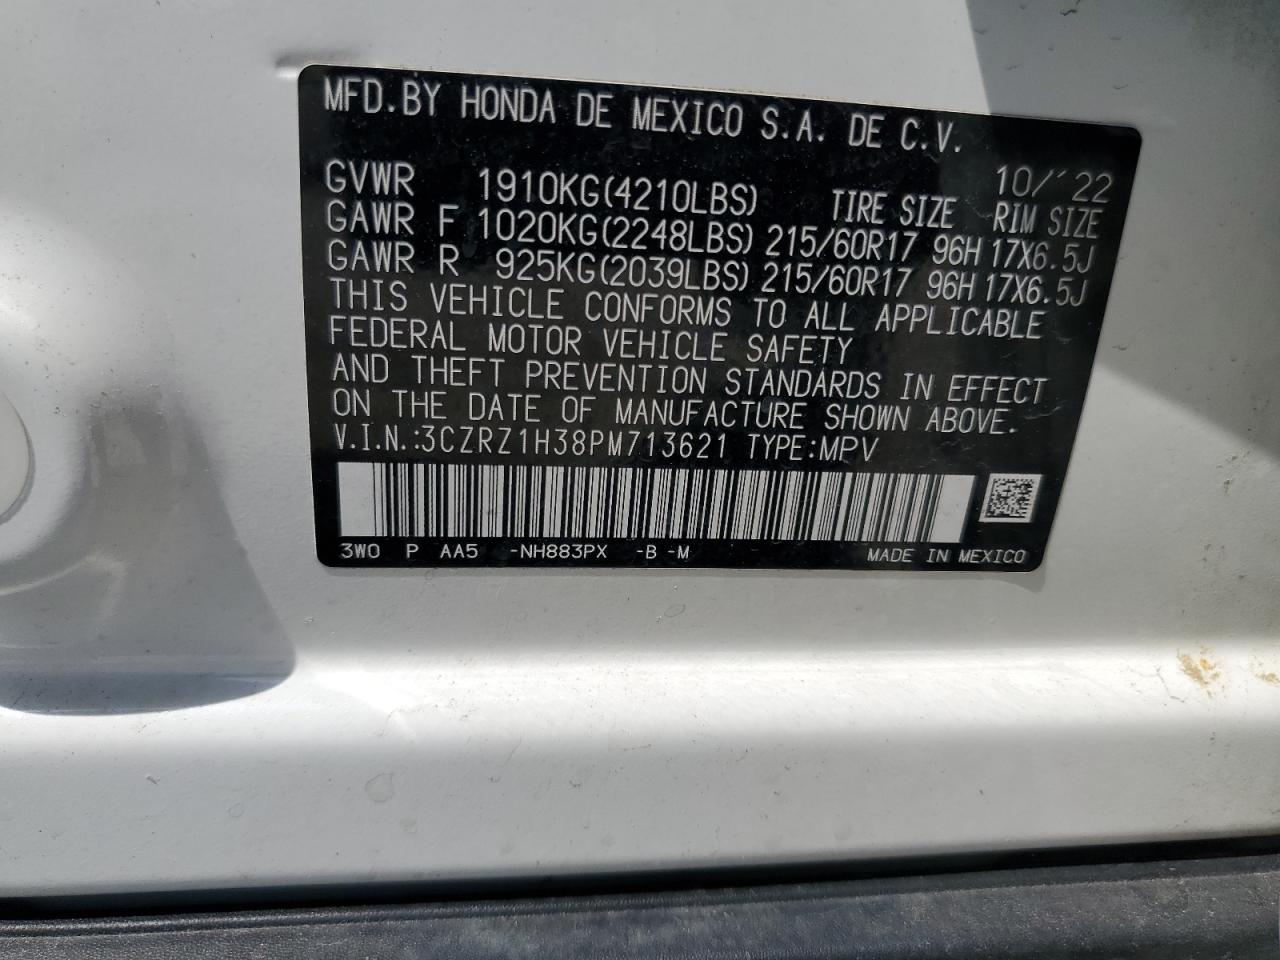 MFD.BY HONDA DE MEXICO S.A. DE C.V.
10/'22
GVWR 1910KG(4210LBS) TIRE SIZE RIM SIZE
GAWR F 1020KG(2248LBS) 215/60R17 96H 17X6.5J
GAWR R 925KG(2039LBS) 215/60R17 96H 17X6.5J
THIS VEHICLE CONFORMS TO ALL APPLICABLE
FEDERAL MOTOR VEHICLE SAFETY
AND THEFT PREVENTION STANDARDS IN EFFECT
ON THE DATE OF MANUFACTURE SHOWN ABOVE.
V.I.N.:3CZRZ1H38PM713621 TYPE:MPV
3W0 P AA5 -NH883PX -B -M MADE IN MEXICO